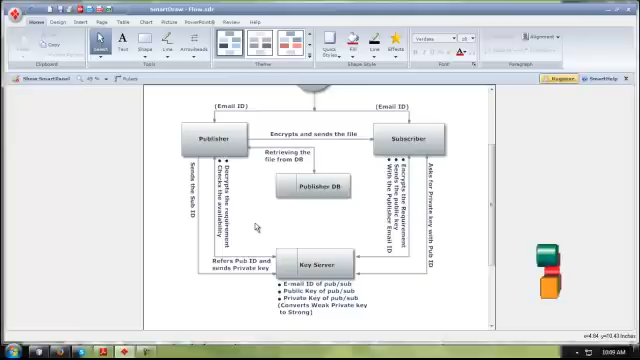 SmartDraw - Flow.sdr
Home
Design
Insert
Page
Table
Chart
Picture
PowerPoint®
Help
Copy
Select
Text
Shape
Line
Arrowheads
Quick Styles
Fill
Line
Effects
Verdana
Alignment
Clipboard
Tools
Theme
Shape Style
Font
Paragraph
Show SmartPanel
Rulers
SmartHelp
(Email ID)
(Email ID)
Publisher
Encrypts and sends the file
Subscriber
Retrieving the
file from DB
Publisher DB
Sends the Sub ID
Checks the availability
Decrypts the requirement
With the Publisher Email ID
Sends the public key
Encrypts the Requirement
Asks for Private key with Pub ID
Refers Pub ID and
sends Private key
Key Server
E-mail ID of pub/sub
Public Key of pub/sub
Private Key of pub/sub
(Converts Weak Private key
to Strong)
10:09 AM